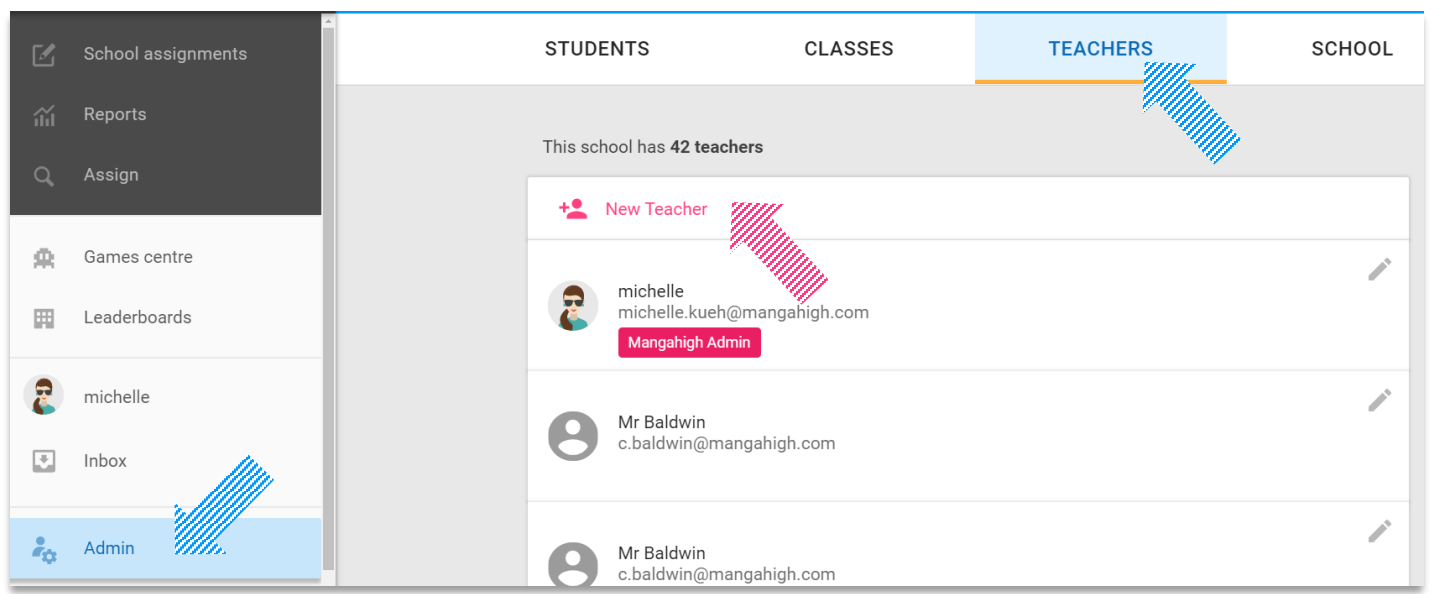 School assignments
Reports
Assign
Games centre
Leaderboards
michelle
Inbox
Admin
STUDENTS CLASSES TEACHERS SCHOOL
This school has 42 teachers
New Teacher
michelle
michelle.kueh@mangahigh.com
Mangahigh Admin
Mr Baldwin
c.baldwin@mangahigh.com
Mr Baldwin
c.baldwin@mangahigh.com